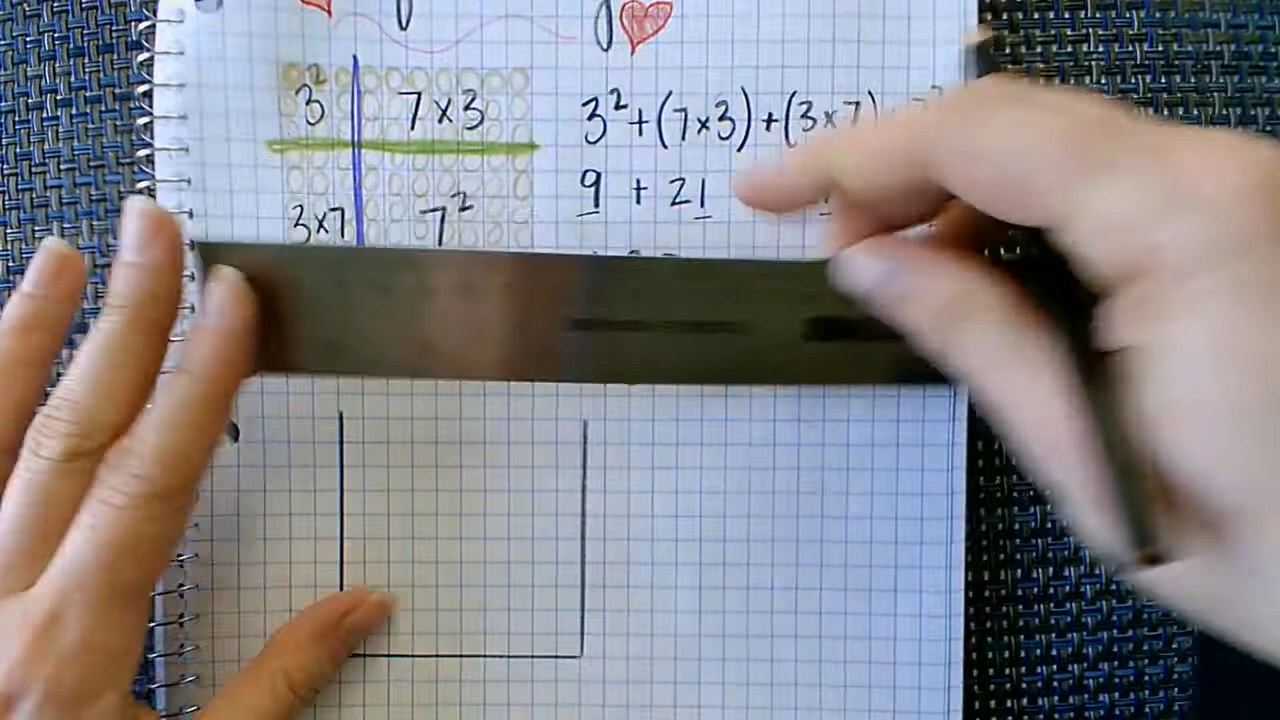 3² 7×3
3×7 7²
3²+(7×3)+(3×7)
9 + 21